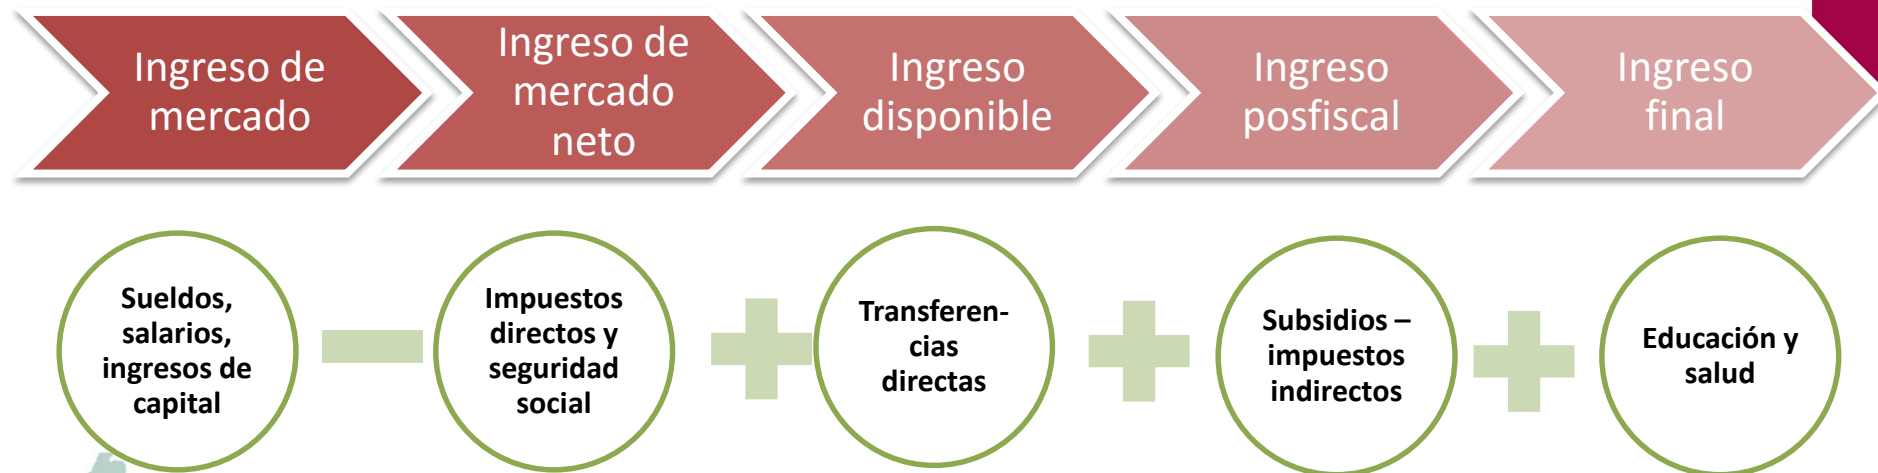 Ingreso de
mercado
Ingreso de
mercado
neto
Ingreso
disponible
Ingreso
posfiscal
Ingreso
final
Sueldos,
salarios,
ingresos de
capital
Impuestos
directos y
seguridad
social
Transferen-
cias
directas
Subsidios –
impuestos
indirectos
Educación y
salud